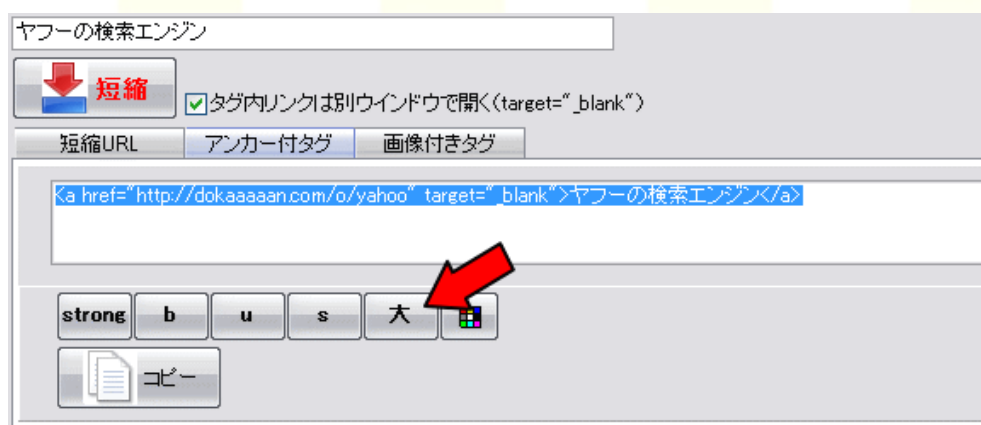 ヤフーの検索エンジン
短縮
タグ内リンクは別ウインドウで開く(target="_blank")
短縮URL アンカー付タグ 画像付きタグ
<a href="http://dokaaaaan.com/o/yahoo" target="_blank">ヤフーの検索エンジン</a>
strong b u s 大
コピー